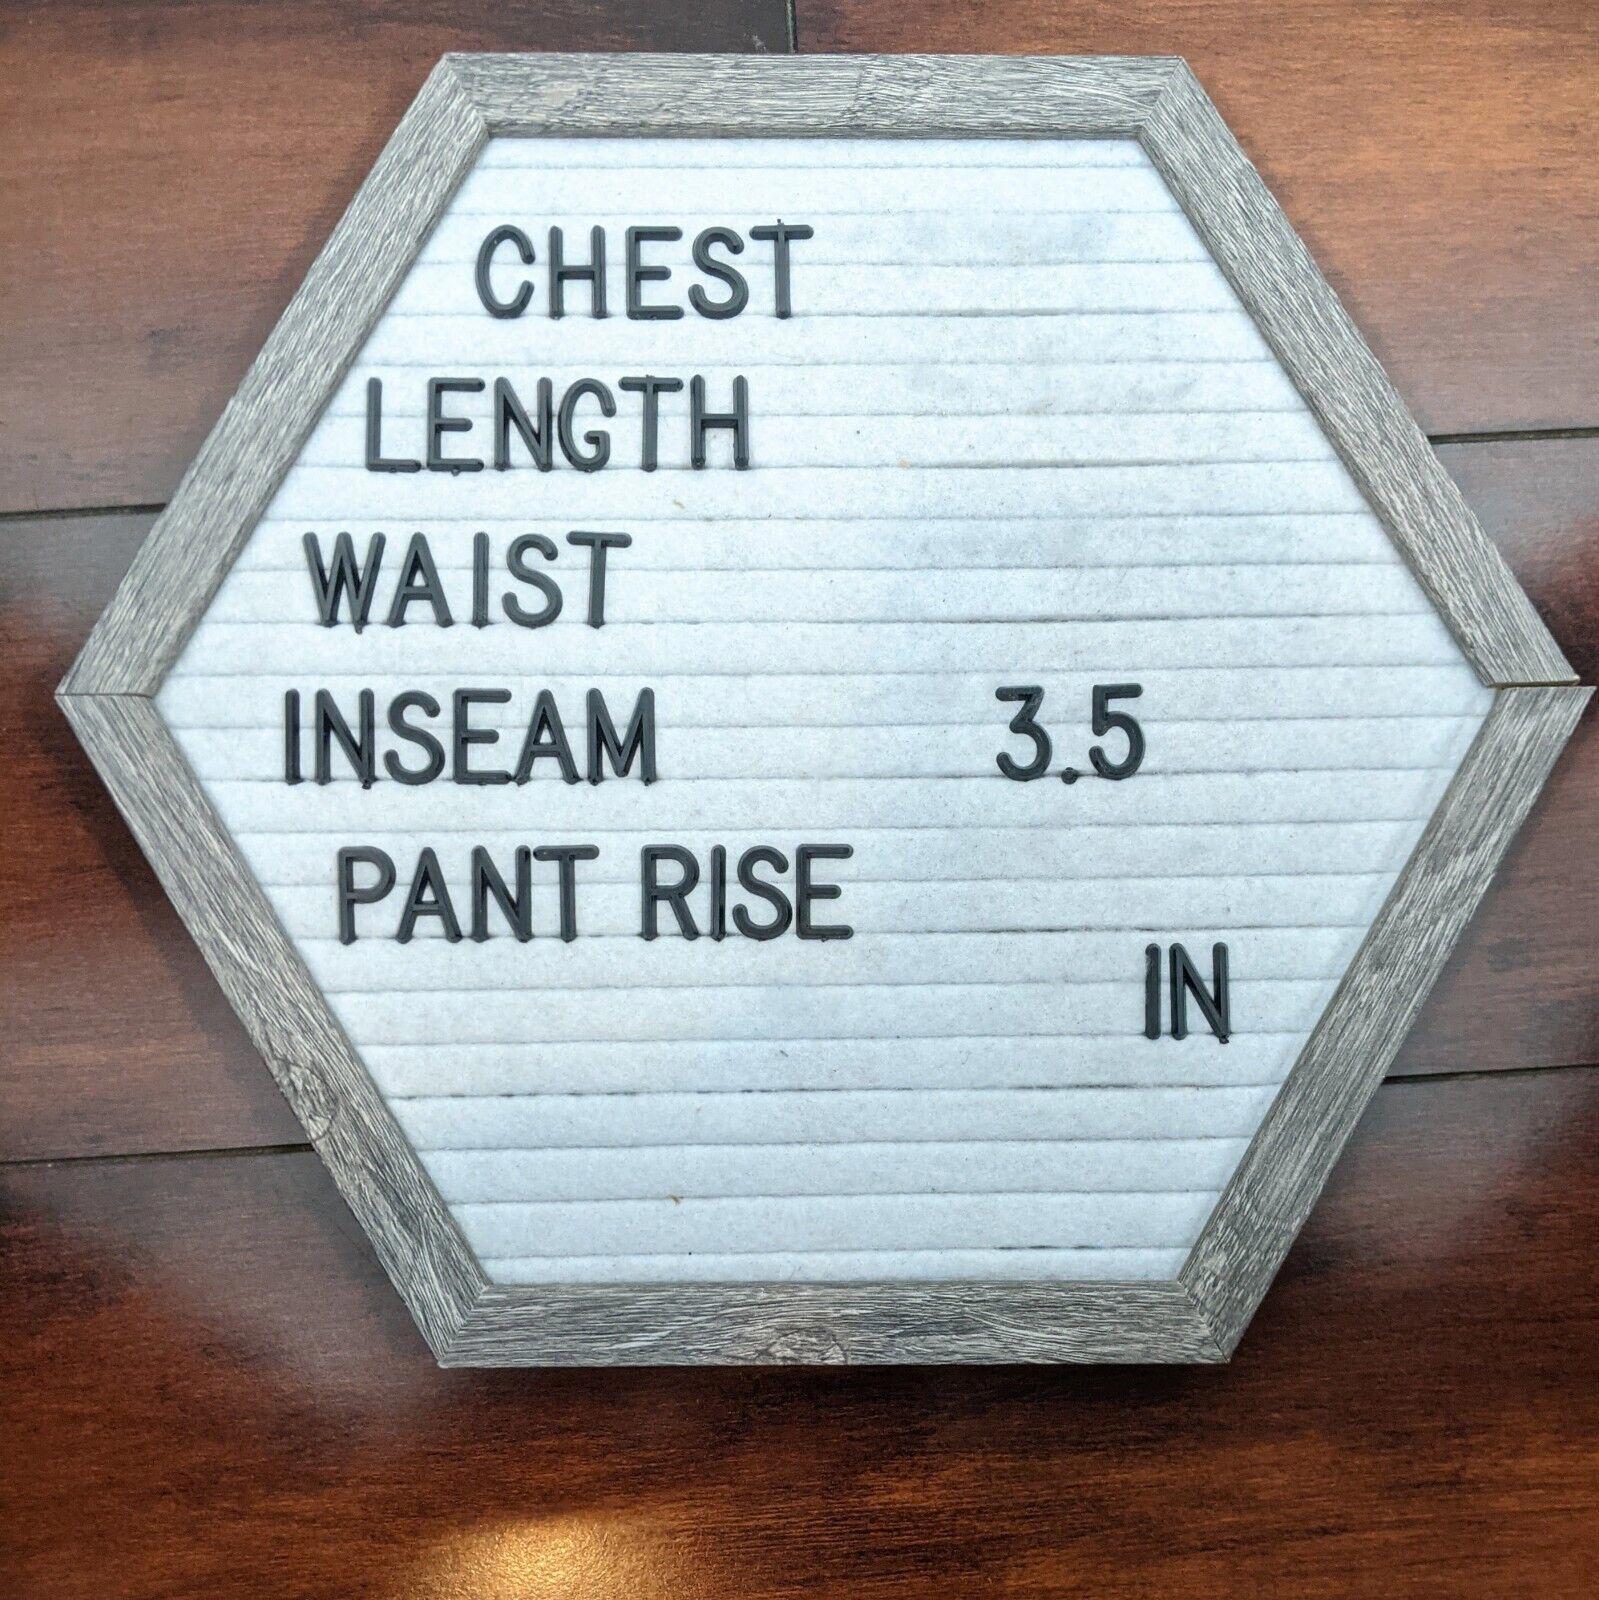 CHEST
LENGTH
WAIST
INSEAM 3.5
PANT RISE
IN